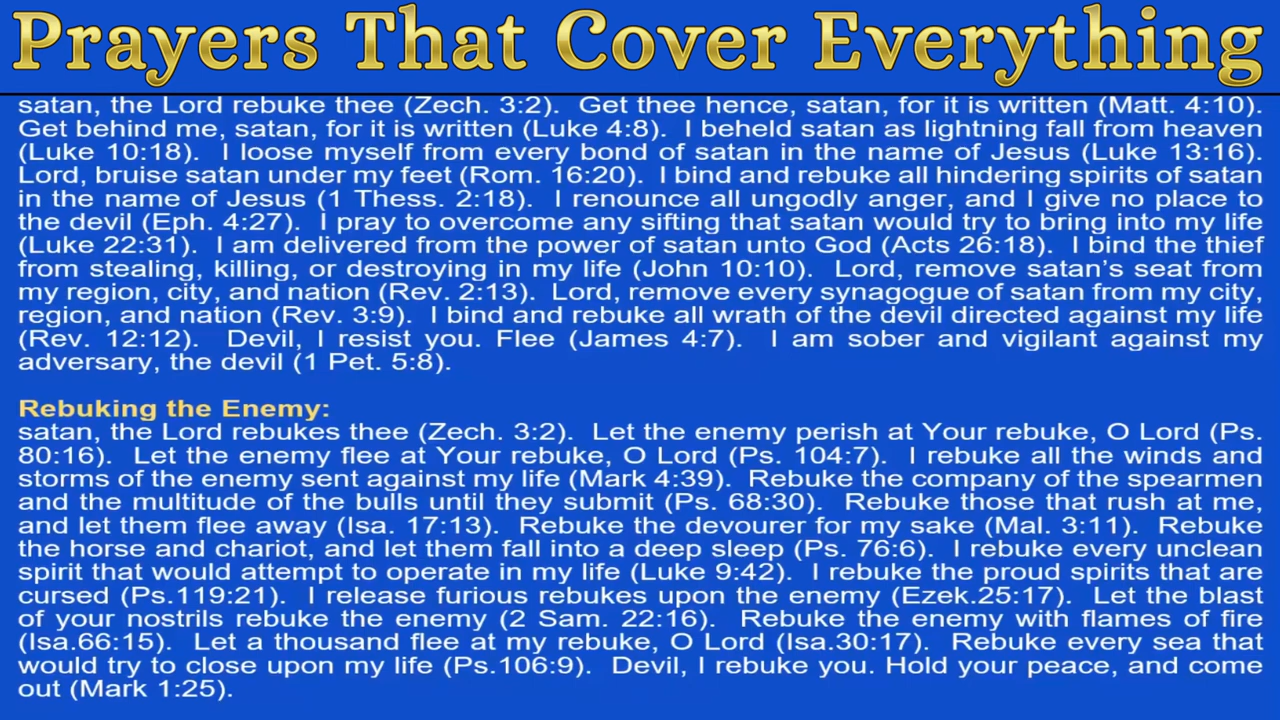 Prayers That Cover Everything
satan, the Lord rebuke thee (Zech. 3:2).  Get thee hence, satan, for it is written (Matt. 4:10).
Get behind me, satan, for it is written (Luke 4:8).  I beheld satan as lightning fall from heaven
(Luke 10:18).  I loose myself from every bond of satan in the name of Jesus (Luke 13:16).
Lord, bruise satan under my feet (Rom. 16:20).  I bind and rebuke all hindering spirits of satan
in the name of Jesus (1 Thess. 2:18).  I renounce all ungodly anger, and I give no place to
the devil (Eph. 4:27).  I pray to overcome any sifting that satan would try to bring into my life
(Luke 22:31).  I am delivered from the power of satan unto God (Acts 26:18).  I bind the thief
from stealing, killing, or destroying in my life (John 10:10).  Lord, remove satan's seat from
my region, city, and nation (Rev. 2:13).  Lord, remove every synagogue of satan from my city,
region, and nation (Rev. 3:9).  I bind and rebuke all wrath of the devil directed against my life
(Rev. 12:12).  Devil, I resist you. Flee (James 4:7).  I am sober and vigilant against my
adversary, the devil (1 Pet. 5:8).
Rebuking the Enemy:
satan, the Lord rebukes thee (Zech. 3:2).  Let the enemy perish at Your rebuke, O Lord (Ps.
80:16).  Let the enemy flee at Your rebuke, O Lord (Ps. 104:7).  I rebuke all the winds and
storms of the enemy sent against my life (Mark 4:39).  Rebuke the company of the spearmen
and the multitude of the bulls until they submit (Ps. 68:30).  Rebuke those that rush at me,
and let them flee away (Isa. 17:13).  Rebuke the devourer for my sake (Mal. 3:11).  Rebuke
the horse and chariot, and let them fall into a deep sleep (Ps. 76:6).  I rebuke every unclean
spirit that would attempt to operate in my life (Luke 9:42).  I rebuke the proud spirits that are
cursed (Ps.119:21).  I release furious rebukes upon the enemy (Ezek.25:17).  Let the blast
of your nostrils rebuke the enemy (2 Sam. 22:16).  Rebuke the enemy with flames of fire
(Isa.66:15).  Let a thousand flee at my rebuke, O Lord (Isa.30:17).  Rebuke every sea that
would try to close upon my life (Ps.106:9).  Devil, I rebuke you. Hold your peace, and come
out (Mark 1:25).